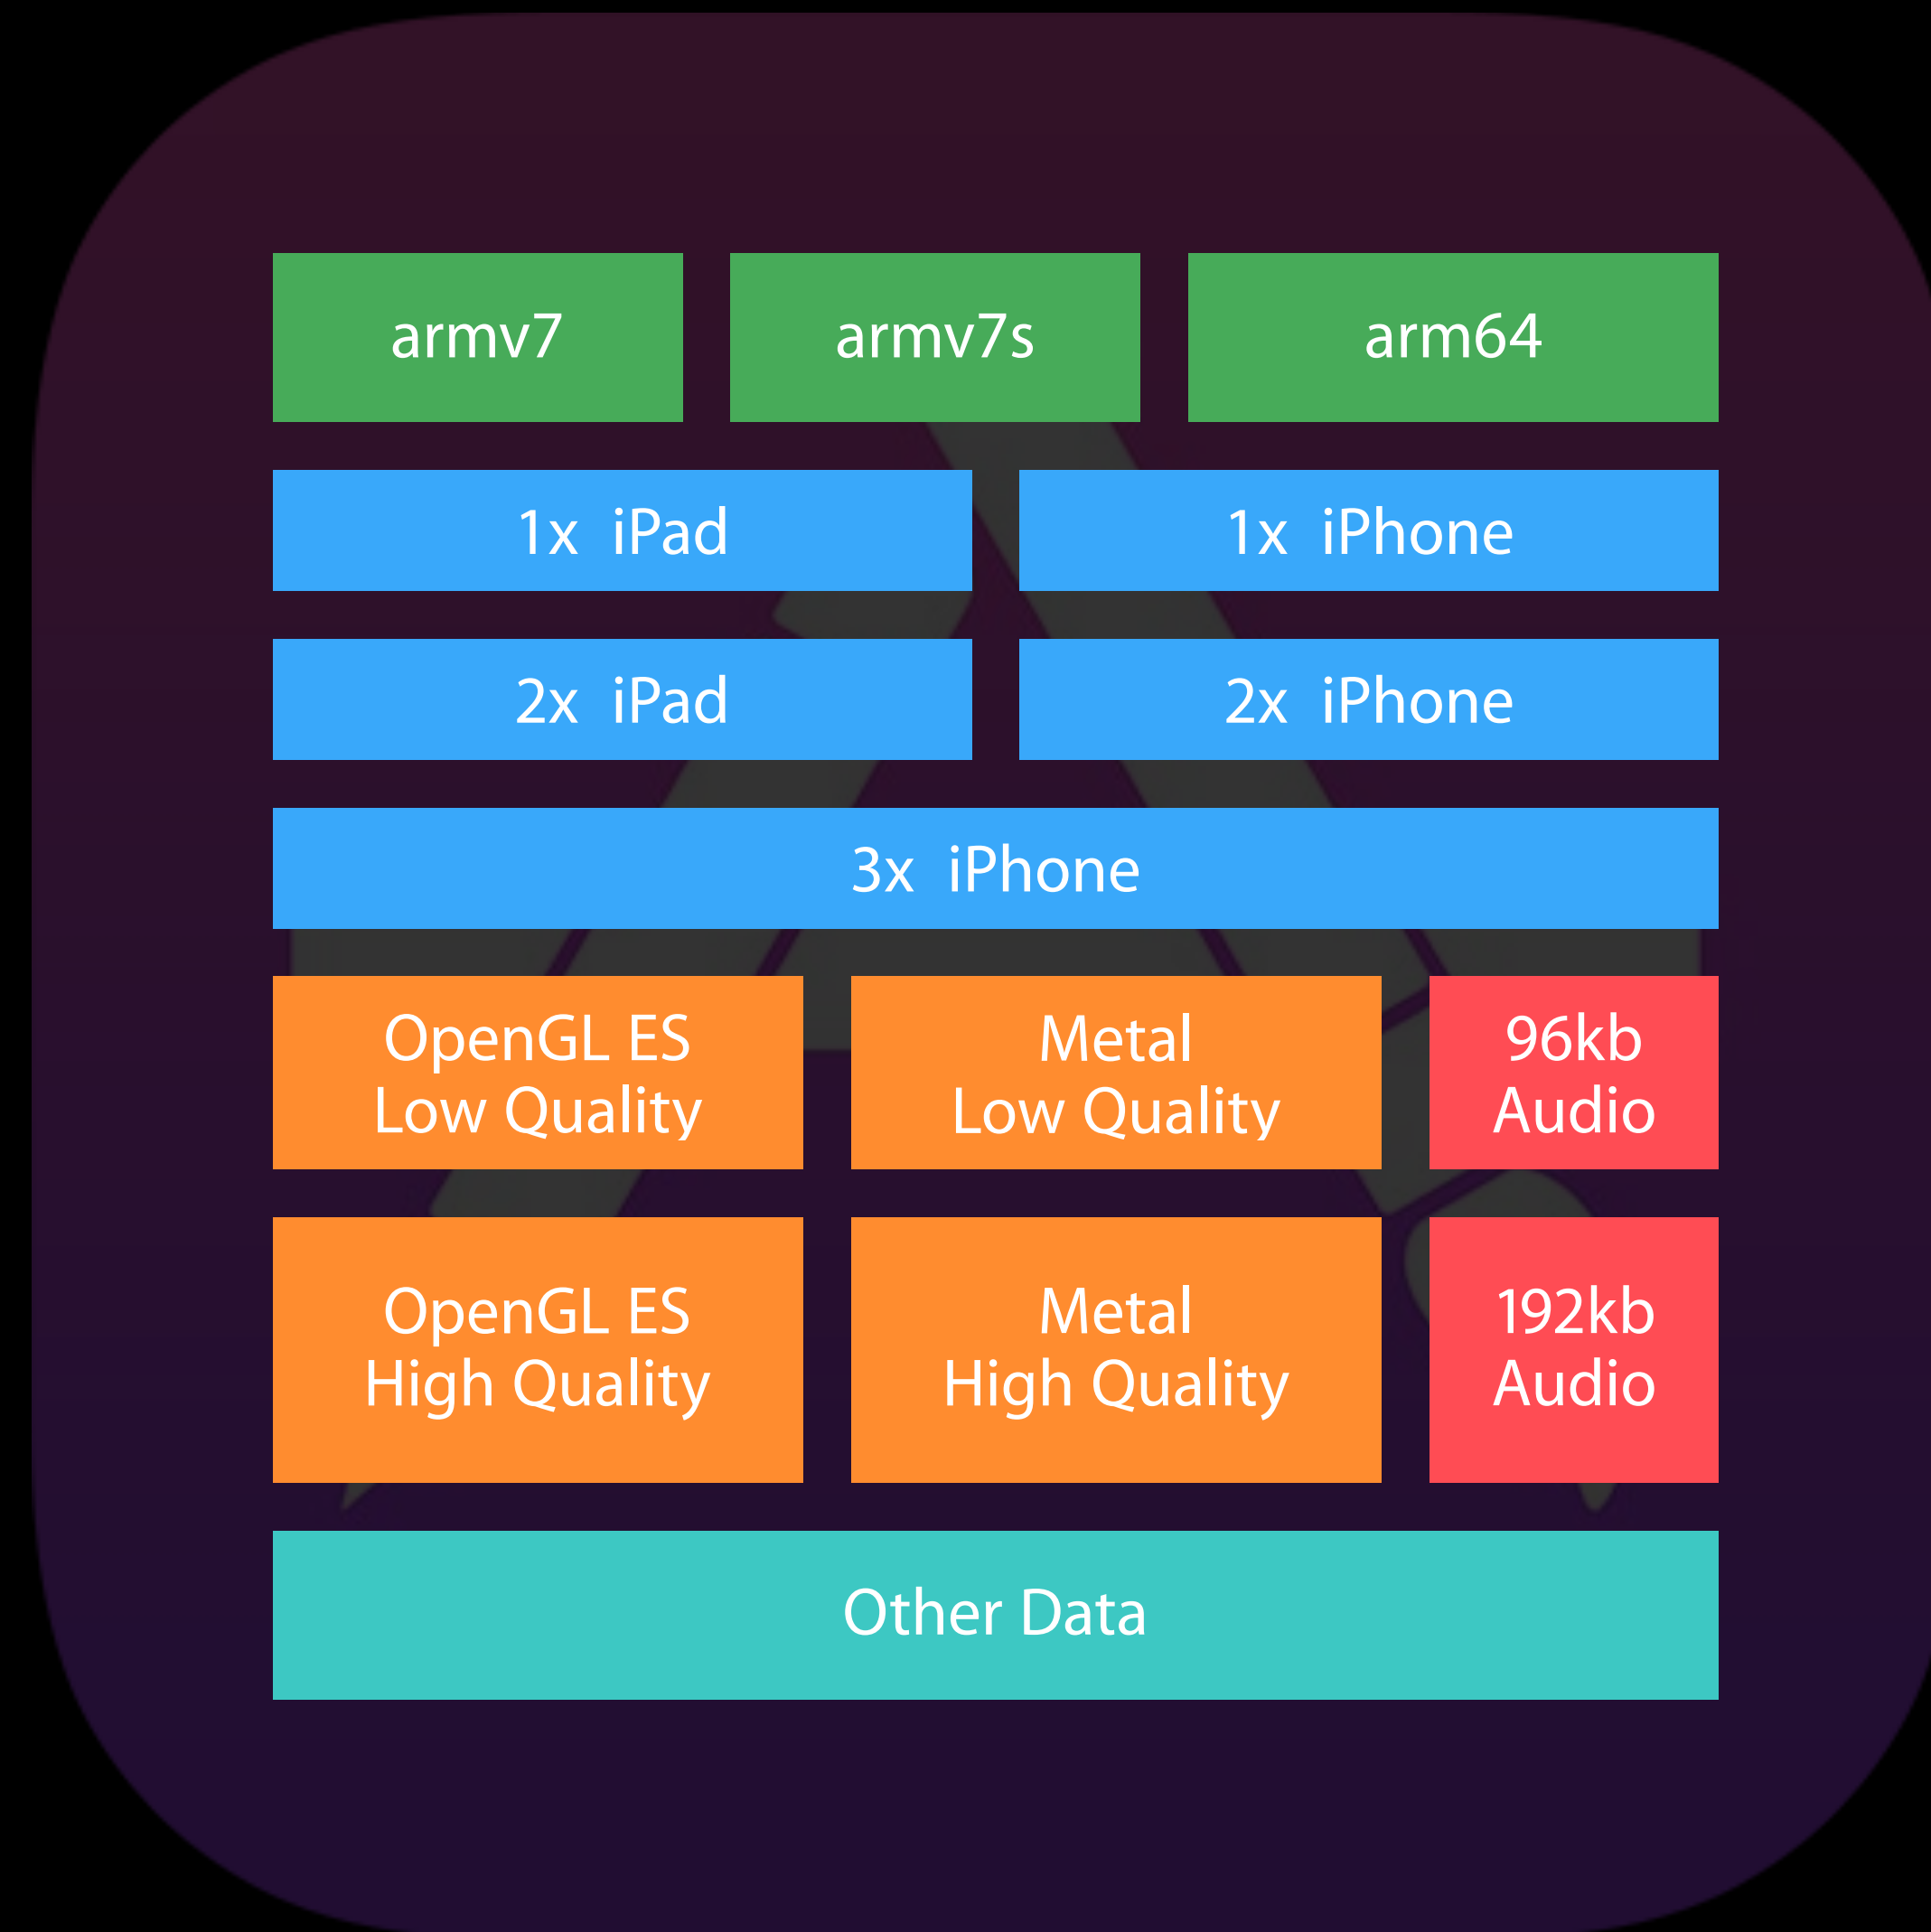 armv7
armv7s
arm64
1x iPad
1x iPhone
2x iPad
2x iPhone
3x iPhone
OpenGL ES
Low Quality
Metal
Low Quality
96kb
Audio
OpenGL ES
High Quality
Metal
High Quality
192kb
Audio
Other Data